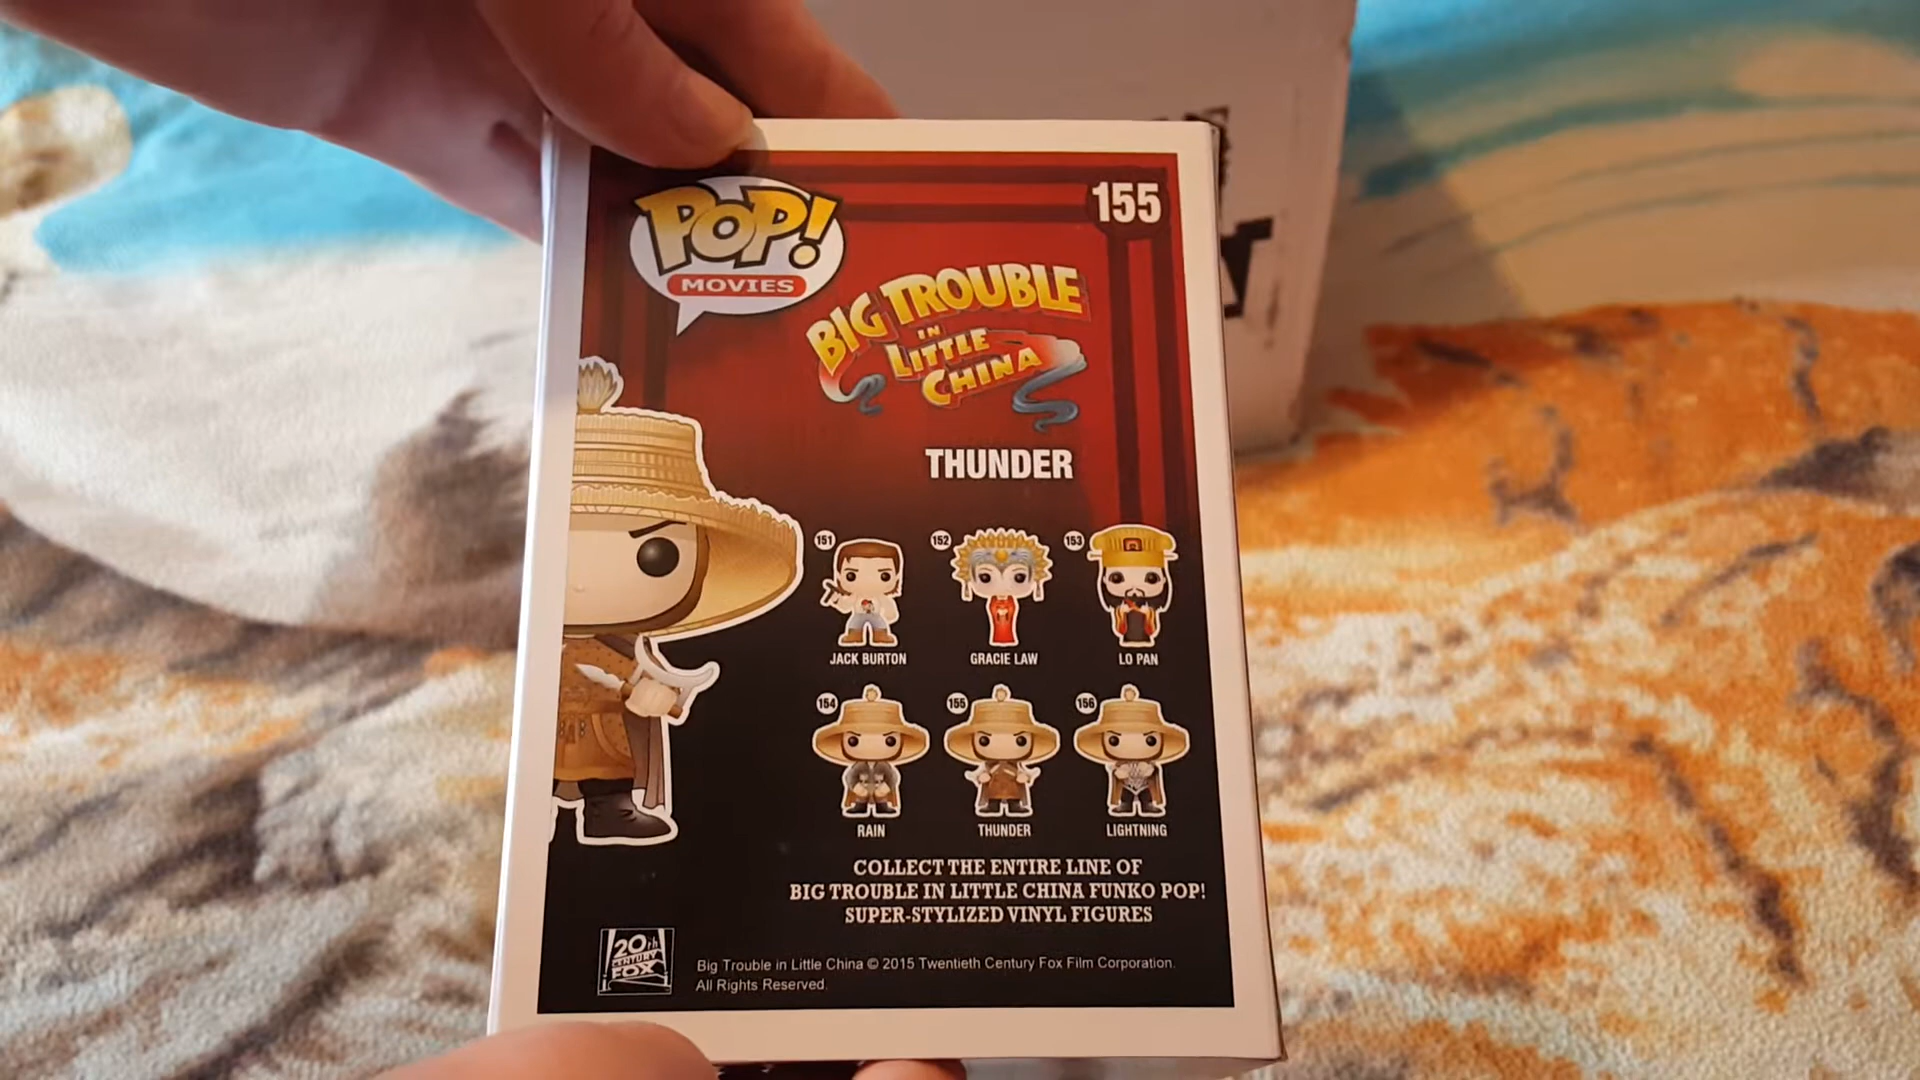 POP!
MOVIES
155
BIG TROUBLE
IN
LITTLE
CHINA
THUNDER
151
152
153
JACK BURTON
GRACIE LAW
LO PAN
154
155
156
RAIN
THUNDER
LIGHTNING
COLLECT THE ENTIRE LINE OF
BIG TROUBLE IN LITTLE CHINA FUNKO POP!
SUPER-STYLIZED VINYL FIGURES
20th
CENTURY
FOX
Big Trouble in Little China © 2015 Twentieth Century Fox Film Corporation.
All Rights Reserved.